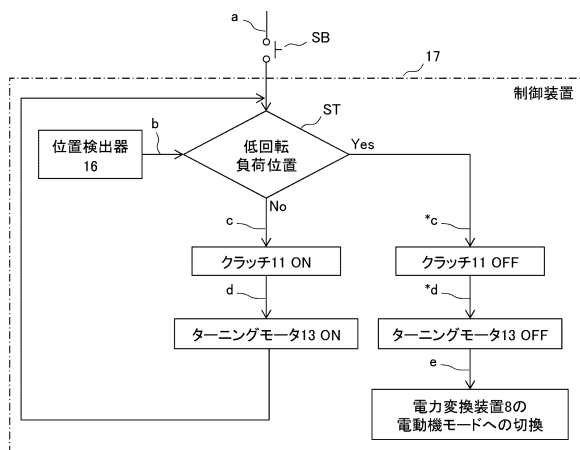 a
SB
17
制御装置
ST
位置検出器
16
b
低回転
負荷位置
Yes
No
c
*c
クラッチ11 ON
クラッチ11 OFF
d
*d
ターニングモータ13 ON
ターニングモータ13 OFF
e
電力変換装置8の
電動機モードへの切換